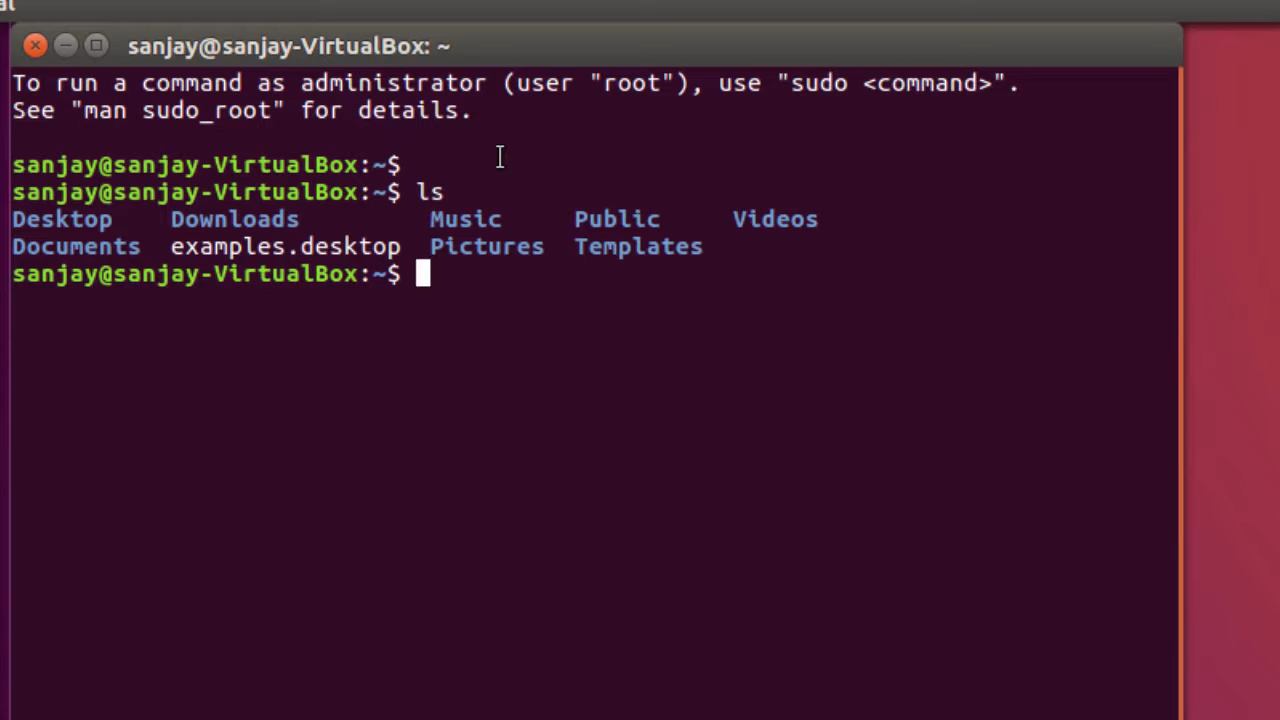 al
sanjay@sanjay-VirtualBox: ~
To run a command as administrator (user "root"), use "sudo <command>".
See "man sudo_root" for details.
sanjay@sanjay-VirtualBox:~$
sanjay@sanjay-VirtualBox:~$ ls
Desktop Downloads Music Public Videos
Documents examples.desktop Pictures Templates
sanjay@sanjay-VirtualBox:~$